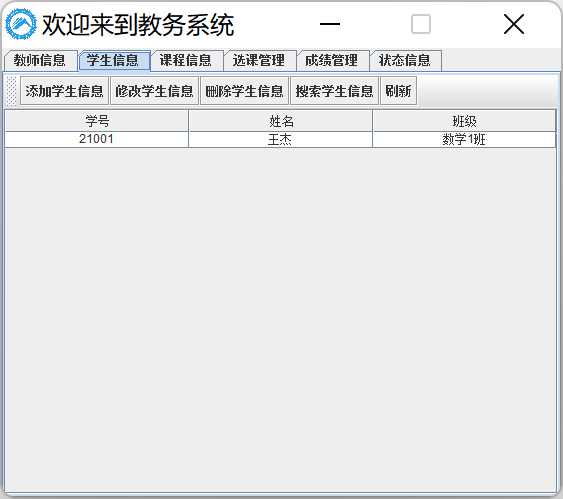 欢迎来到教务系统
教师信息 学生信息 课程信息 选课管理 成绩管理 状态信息
添加学生信息 修改学生信息 删除学生信息 搜索学生信息 刷新
学号 姓名 班级
21001 王杰 数学1班